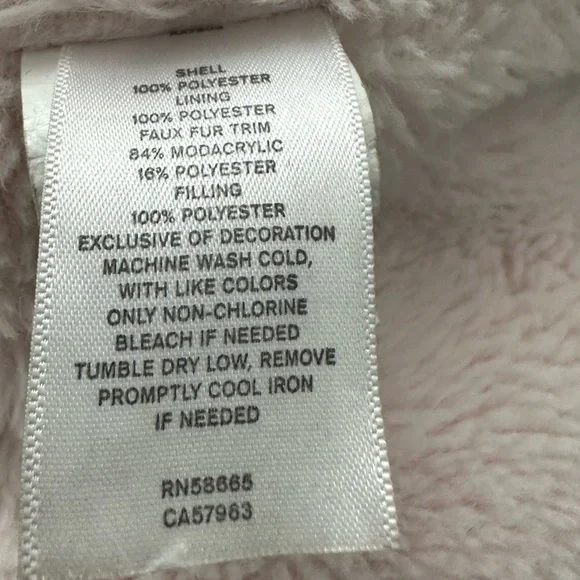 SHELL
100% POLYESTER
LINING
100% POLYESTER
FAUX FUR TRIM
84% MODACRYLIC
16% POLYESTER
FILLING
100% POLYESTER
EXCLUSIVE OF DECORATION
MACHINE WASH COLD,
WITH LIKE COLORS
ONLY NON-CHLORINE
BLEACH IF NEEDED
TUMBLE DRY LOW, REMOVE
PROMPTLY COOL IRON
IF NEEDED
RN58665
CA57963